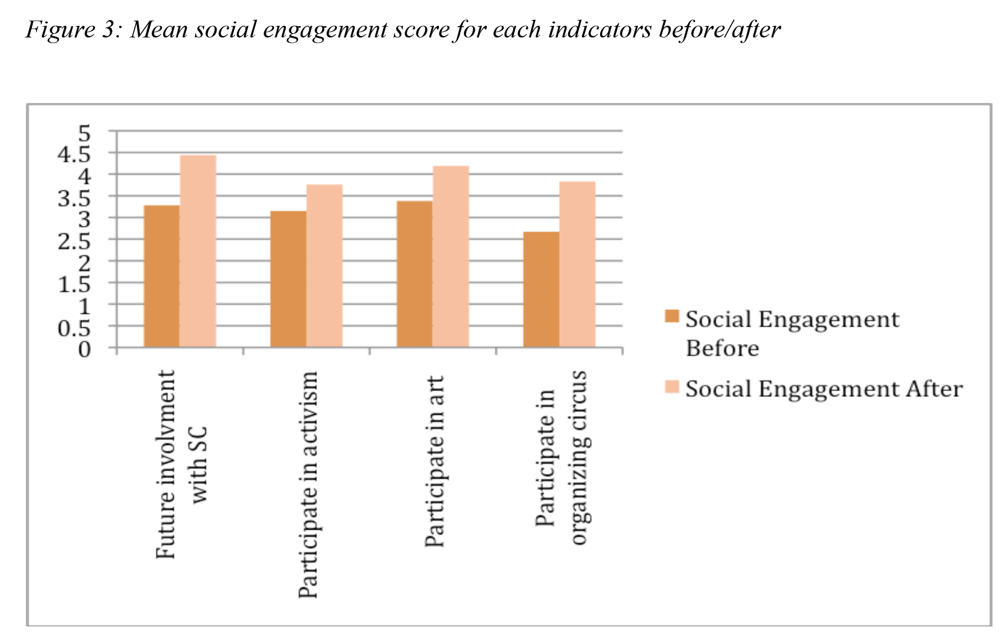 Figure 3: Mean social engagement score for each indicators before/after
5
4.5
4
3.5
3
2.5
2
1.5
1
0.5
0
Future involvment
with SC
Participate in activism
Participate in art
Participate in
organizing circus
Social Engagement
Before
Social Engagement After